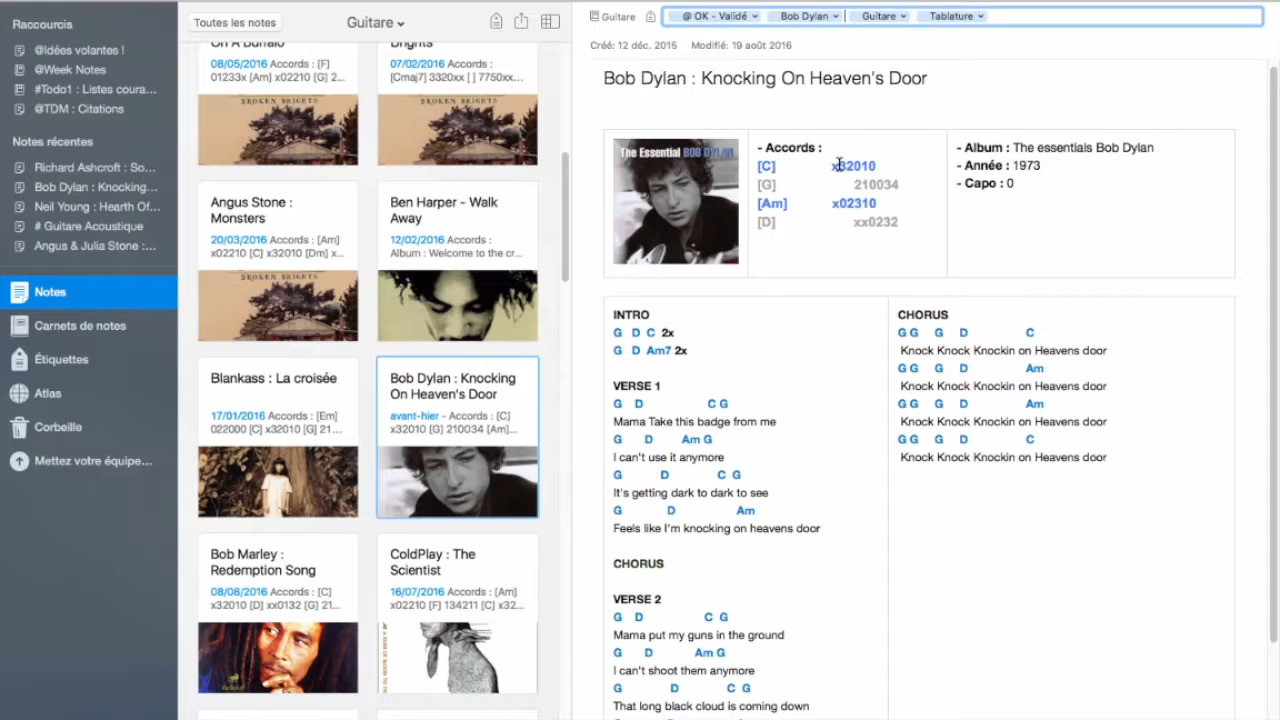 Raccourcis
@Idées volantes !
@Week Notes
#Todo1 : Listes coura...
@TDM : Citations
Notes récentes
Richard Ashcroft : So...
Bob Dylan : Knocking...
Neil Young : Hearth Of...
# Guitare Acoustique
Angus & Julia Stone :...
Notes
Carnets de notes
Étiquettes
Atlas
Corbeille
Mettez votre équipe...
Toutes les notes
Guitare
On A Buffalo
08/05/2016 Accords : [F]
01233x [Am] x02210 [G] 2...
BROKEN BRIGHTS
Brights
07/02/2016 Accords :
[Cmaj7] 3320xx [ ] 7750xx...
BROKEN BRIGHTS
Angus Stone :
Monsters
20/03/2016 Accords : [Am]
x02210 [C] x32010 [Dm] x...
BROKEN BRIGHTS
Ben Harper - Walk
Away
12/02/2016 Accords :
Album : Welcome to the cr...
Blankass : La croisée
17/01/2016 Accords : [Em]
022000 [C] x32010 [G] 21...
Bob Dylan : Knocking
On Heaven's Door
avant-hier - Accords : [C]
x32010 [G] 210034 [Am]...
Bob Marley :
Redemption Song
08/08/2016 Accords : [C]
x32010 [D] xx0132 [G] 21...
ColdPlay : The
Scientist
16/07/2016 Accords : [Am]
x02210 [F] 134211 [C] x32...
Guitare
@ OK - Validé
Bob Dylan
Guitare
Tablature
Créé: 12 déc. 2015 Modifié: 19 août 2016
Bob Dylan : Knocking On Heaven's Door
The Essential BOB DYLAN
- Accords :
[C] x32010
[G] 210034
[Am] x02310
[D] xx0232
- Album : The essentials Bob Dylan
- Année : 1973
- Capo : 0
INTRO
G D C 2x
G D Am7 2x
VERSE 1
G D C G
Mama Take this badge from me
G D Am G
I can't use it anymore
G D C G
It's getting dark to dark to see
G D Am
Feels like I'm knocking on heavens door
CHORUS
VERSE 2
G D C G
Mama put my guns in the ground
G D Am G
I can't shoot them anymore
G D C G
That long black cloud is coming down
CHORUS
G G G D C
Knock Knock Knockin on Heavens door
G G G D Am
Knock Knock Knockin on Heavens door
G G G D Am
Knock Knock Knockin on Heavens door
G G G D C
Knock Knock Knockin on Heavens door